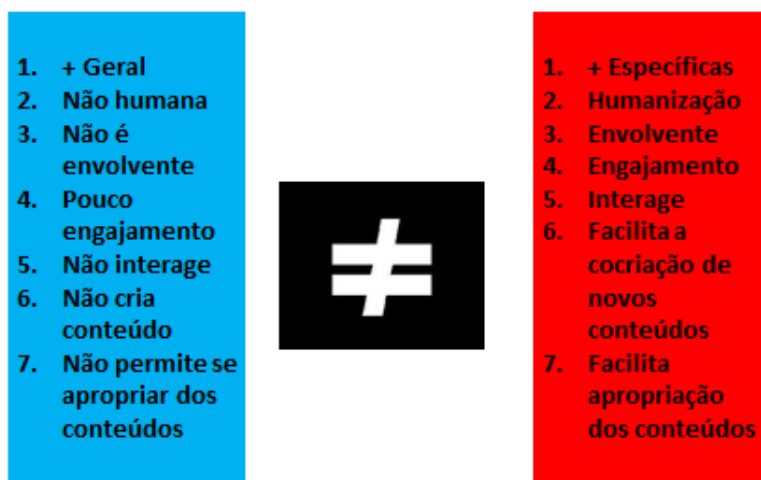 1. + Geral
2. Não humana
3. Não é
envolvente
4. Pouco
engajamento
5. Não interage
6. Não cria
conteúdo
7. Não permite se
apropriar dos
conteúdos
≠
1. + Específicas
2. Humanização
3. Envolvente
4. Engajamento
5. Interage
6. Facilita a
cocriação de
novos
conteúdos
7. Facilita
apropriação
dos conteúdos